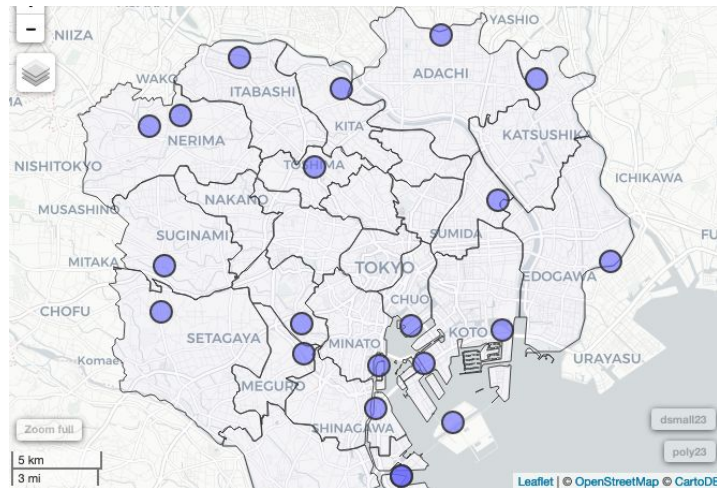 −
YASHIO
NIIZA
WAKO
ADACHI
ITABASHI
KITA
KATSUSHIKA
NERIMA
TOSHIMA
NISHITOKYO
ICHIKAWA
NAKANO
MUSASHINO
SUGINAMI
SUMIDA
MITAKA
TOKYO
EDOGAWA
CHUO
CHOFU
SETAGAYA
MINATO
KOTO
URAYASU
Komae
MEGURO
SHINAGAWA
Zoom full
dsmall23
poly23
5 km
3 mi
Leaflet | © OpenStreetMap © CartoDB